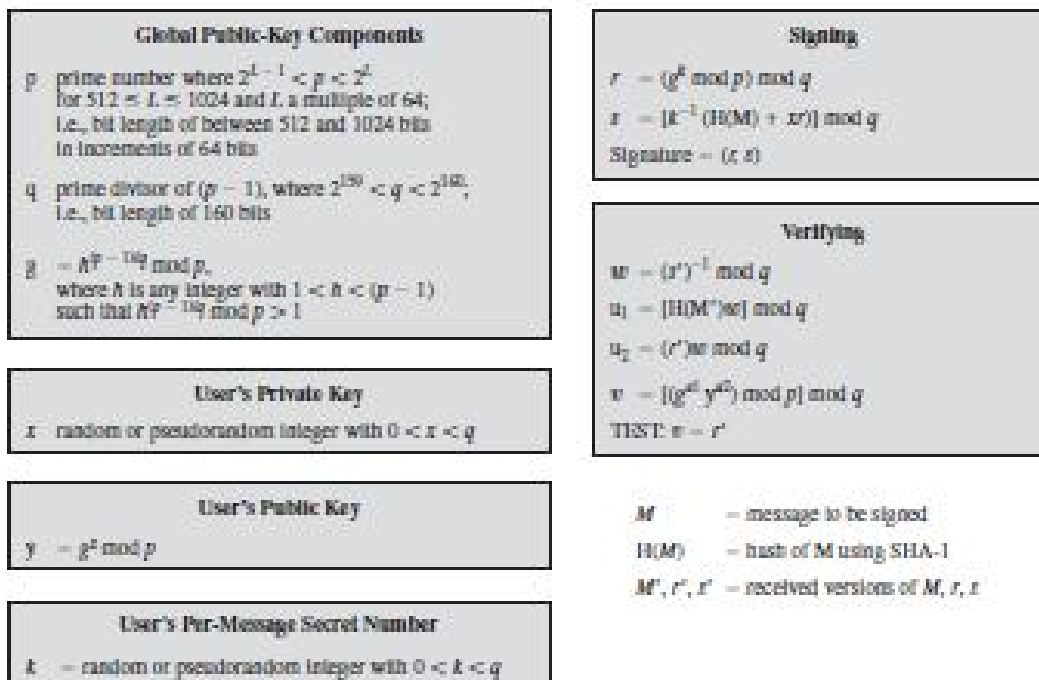 Global Public-Key Components
p prime number where 2^{L – 1} < p < 2^L
for 512 ≤ L ≤ 1024 and L a multiple of 64;
i.e., bit length of between 512 and 1024 bits
in increments of 64 bits
q prime divisor of (p – 1), where 2^{159} < q < 2^{160};
i.e., bit length of 160 bits
g = h^{(p – 1)/q} mod p,
where h is any integer with 1 < h < (p – 1)
such that h^{(p – 1)/q} mod p > 1
User's Private Key
x random or pseudorandom integer with 0 < x < q
User's Public Key
y = g^x mod p
User's Per-Message Secret Number
k = random or pseudorandom integer with 0 < k < q
Signing
r = (g^k mod p) mod q
s = [k^{–1} (H(M) + xr)] mod q
Signature = (r, s)
Verifying
w = (s')^{–1} mod q
u_1 = [H(M')w] mod q
u_2 = (r')w mod q
v = [(g^{u1} y^{u2}) mod p] mod q
TEST: v = r'
M = message to be signed
H(M) = hash of M using SHA-1
M', r', s' = received versions of M, r, s